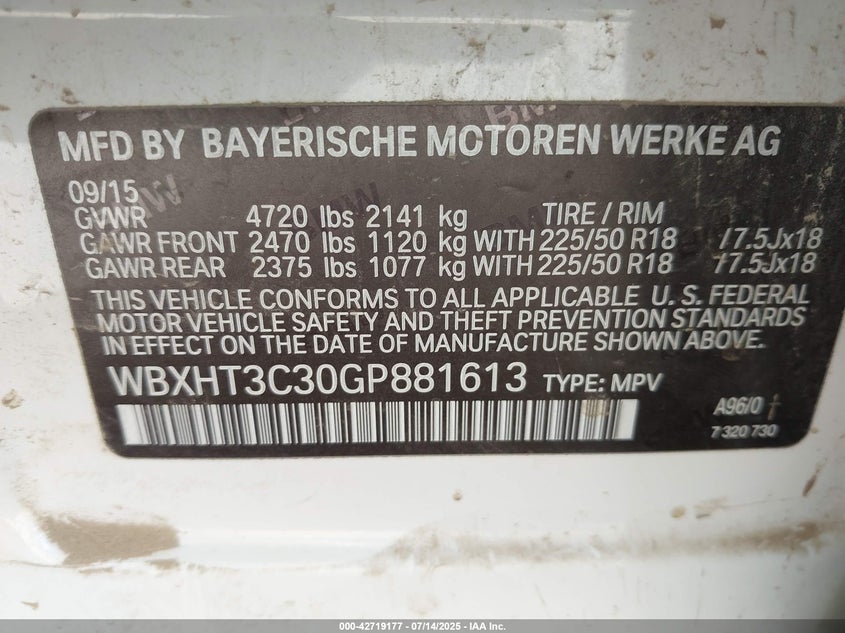 MFD BY BAYERISCHE MOTOREN WERKE AG
09/15
GVWR 4720 lbs 2141 kg TIRE / RIM
GAWR FRONT 2470 lbs 1120 kg WITH 225/50 R18 /7.5Jx18
GAWR REAR 2375 lbs 1077 kg WITH 225/50 R18 /7.5Jx18
THIS VEHICLE CONFORMS TO ALL APPLICABLE U. S. FEDERAL
MOTOR VEHICLE SAFETY AND THEFT PREVENTION STANDARDS
IN EFFECT ON THE DATE OF MANUFACTURE SHOWN ABOVE.
WBXHT3C30GP881613 TYPE: MPV
A96/0
7 320 730
000-42719177 - 07/14/2025 - IAA Inc.